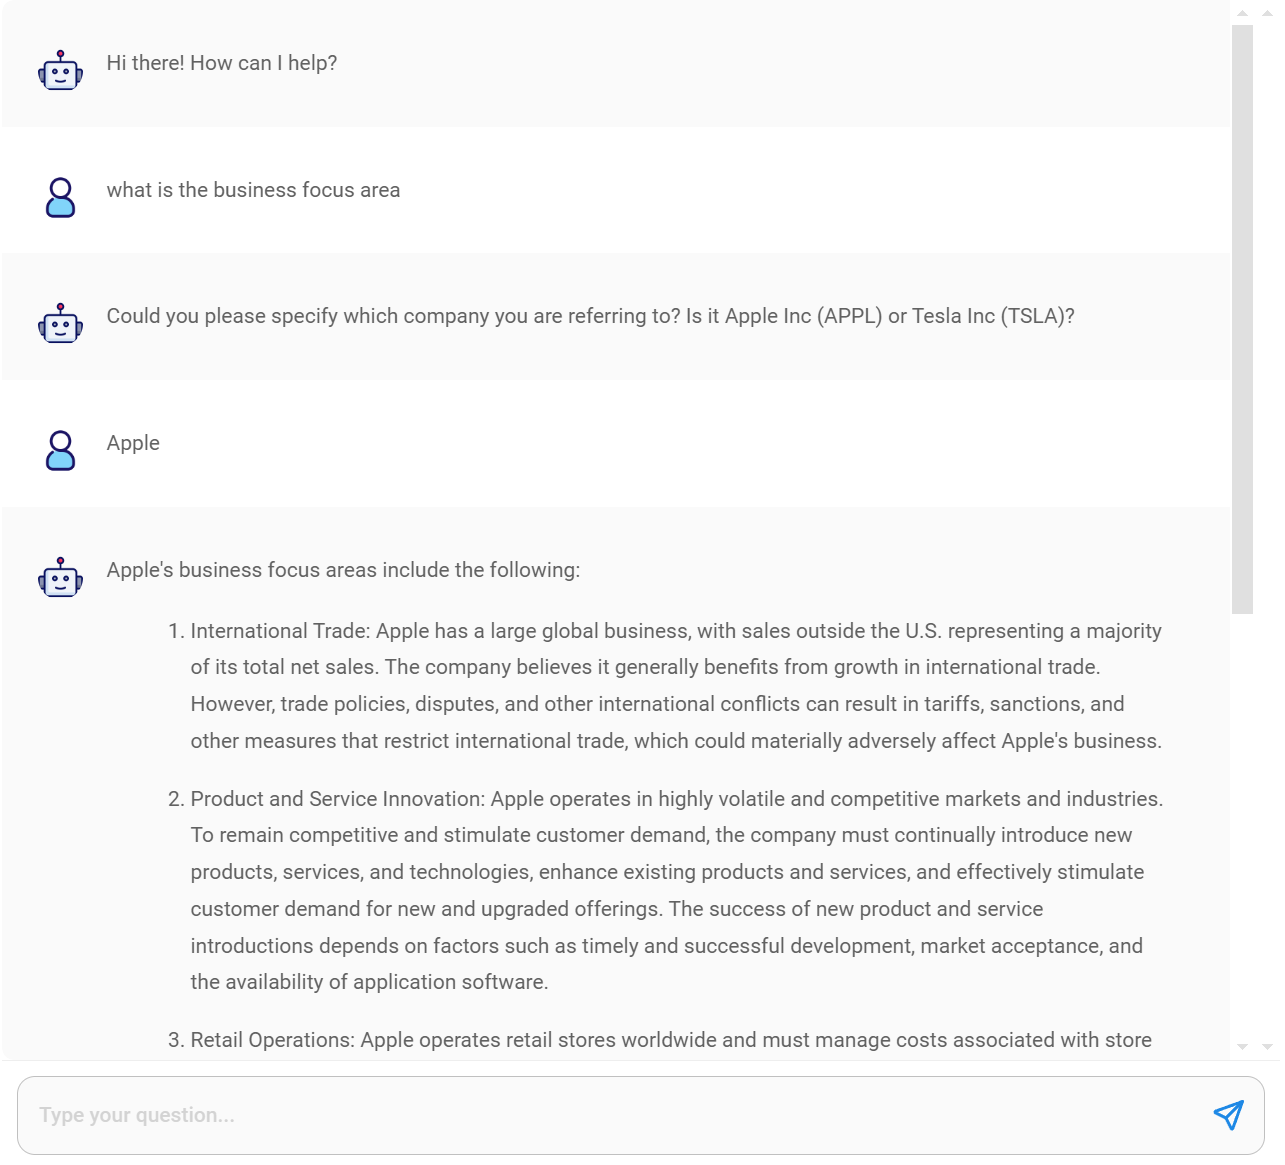 Hi there! How can I help?
what is the business focus area
Could you please specify which company you are referring to? Is it Apple Inc (APPL) or Tesla Inc (TSLA)?
Apple
Apple's business focus areas include the following:
1. International Trade: Apple has a large global business, with sales outside the U.S. representing a majority
of its total net sales. The company believes it generally benefits from growth in international trade.
However, trade policies, disputes, and other international conflicts can result in tariffs, sanctions, and
other measures that restrict international trade, which could materially adversely affect Apple's business.
2. Product and Service Innovation: Apple operates in highly volatile and competitive markets and industries.
To remain competitive and stimulate customer demand, the company must continually introduce new
products, services, and technologies, enhance existing products and services, and effectively stimulate
customer demand for new and upgraded offerings. The success of new product and service
introductions depends on factors such as timely and successful development, market acceptance, and
the availability of application software.
3. Retail Operations: Apple operates retail stores worldwide and must manage costs associated with store
Type your question...